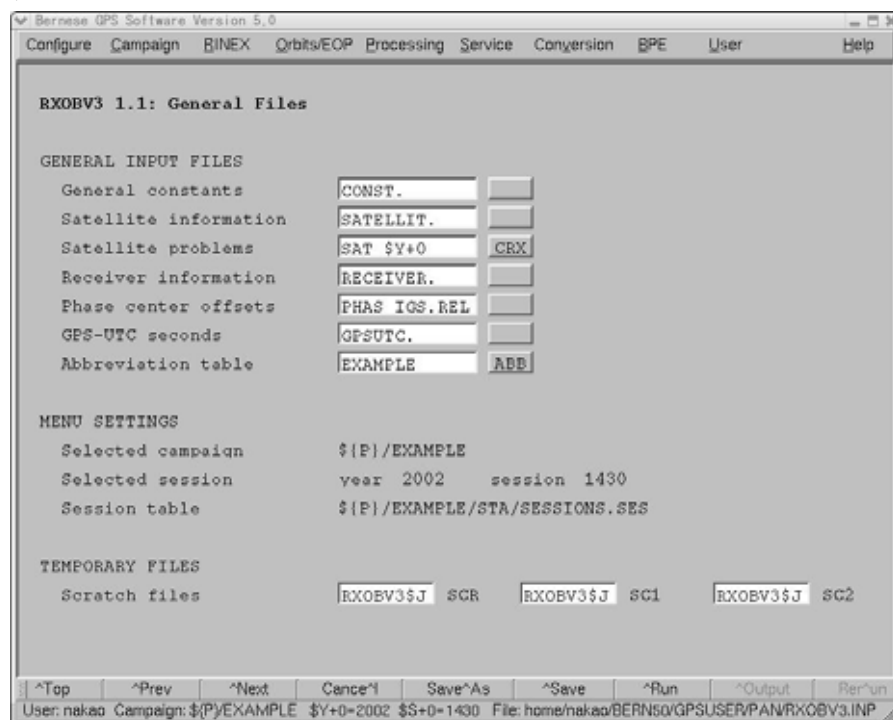 Bernese GPS Software Version 5.0
Configure Campaign RINEX Orbits/EOP Processing Service Conversion BPE User Help
RXOBV3 1.1: General Files
GENERAL INPUT FILES
General constants CONST.
Satellite information SATELLIT.
Satellite problems SAT_$Y+0 CRX
Receiver information RECEIVER.
Phase center offsets PHAS_IGS.REL
GPS-UTC seconds GPSUTC.
Abbreviation table EXAMPLE ABB
MENU SETTINGS
Selected campaign ${P}/EXAMPLE
Selected session year 2002 session 1430
Session table ${P}/EXAMPLE/STA/SESSIONS.SES
TEMPORARY FILES
Scratch files RXOBV3$J SCR RXOBV3$J SC1 RXOBV3$J SC2
^Top ^Prev ^Next Cance^l Save^As ^Save ^Run ^Output Rer^un
User: nakao Campaign: ${P}/EXAMPLE $Y+0=2002 $S+0=1430 File: home/nakao/BERN50/GPSUSER/PAN/RXOBV3.INP